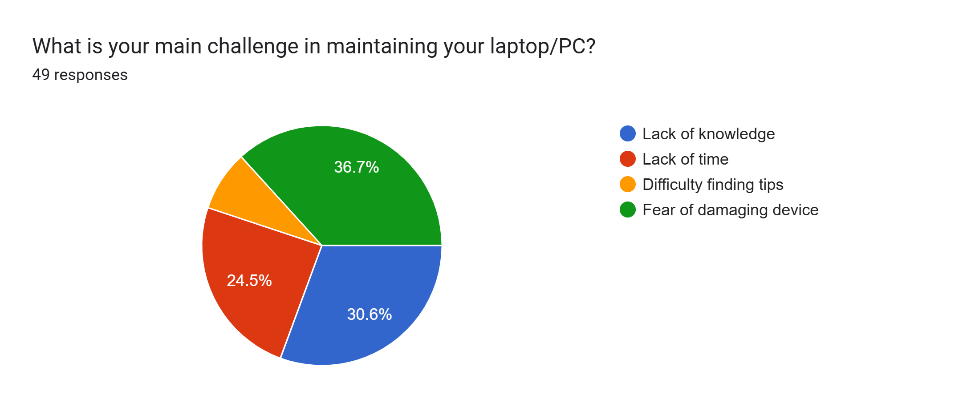 What is your main challenge in maintaining your laptop/PC?
49 responses
36.7%
24.5%
30.6%
Lack of knowledge
Lack of time
Difficulty finding tips
Fear of damaging device